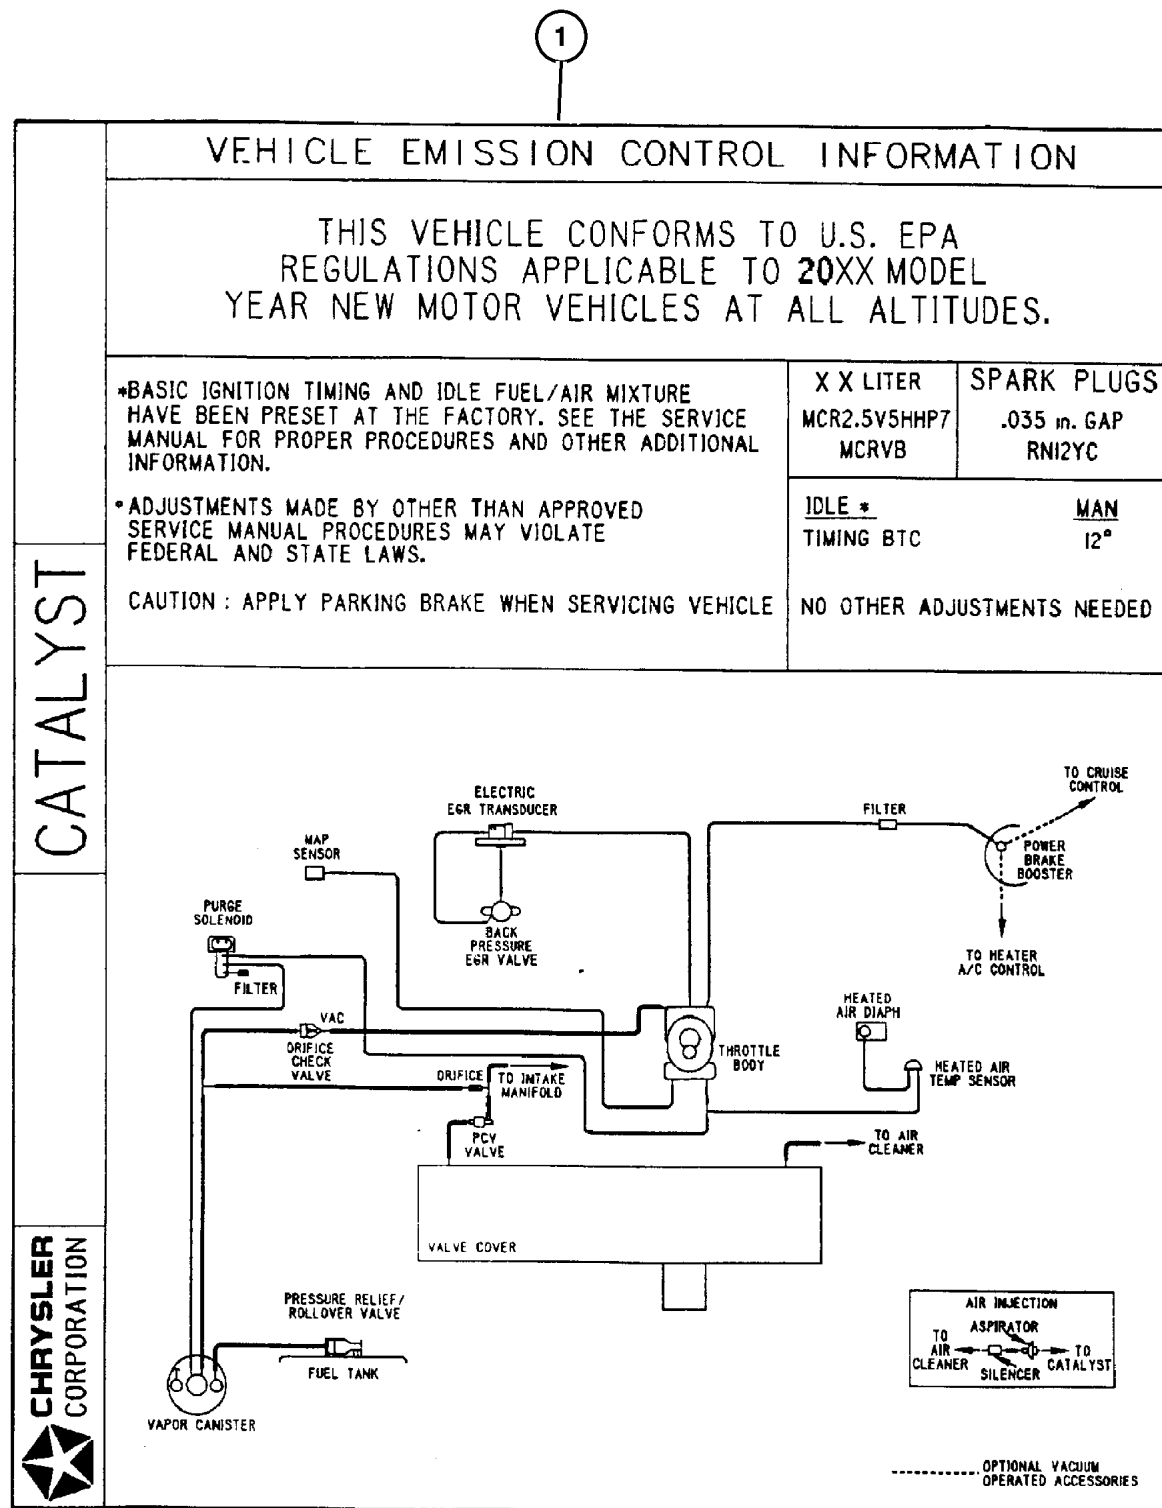 1
VEHICLE EMISSION CONTROL INFORMATION
THIS VEHICLE CONFORMS TO U.S. EPA
REGULATIONS APPLICABLE TO 20XX MODEL
YEAR NEW MOTOR VEHICLES AT ALL ALTITUDES.
*BASIC IGNITION TIMING AND IDLE FUEL/AIR MIXTURE
HAVE BEEN PRESET AT THE FACTORY. SEE THE SERVICE
MANUAL FOR PROPER PROCEDURES AND OTHER ADDITIONAL
INFORMATION.
•ADJUSTMENTS MADE BY OTHER THAN APPROVED
SERVICE MANUAL PROCEDURES MAY VIOLATE
FEDERAL AND STATE LAWS.
CAUTION : APPLY PARKING BRAKE WHEN SERVICING VEHICLE
X X LITER
MCR2.5V5HHP7
MCRVB
SPARK PLUGS
.035 in. GAP
RN12YC
IDLE * MAN
TIMING BTC 12°
NO OTHER ADJUSTMENTS NEEDED
CATALYST
CHRYSLER
CORPORATION
ELECTRIC
EGR TRANSDUCER
MAP
SENSOR
PURGE
SOLENOID
FILTER
BACK
PRESSURE
EGR VALVE
FILTER
TO CRUISE
CONTROL
POWER
BRAKE
BOOSTER
TO HEATER
A/C CONTROL
HEATED
AIR DIAPH
HEATED AIR
TEMP SENSOR
VAC
ORIFICE
CHECK
VALVE
ORIFICE
TO INTAKE
MANIFOLD
THROTTLE
BODY
PCV
VALVE
TO AIR
CLEANER
VALVE COVER
PRESSURE RELIEF/
ROLLOVER VALVE
FUEL TANK
VAPOR CANISTER
AIR INJECTION
ASPIRATOR
TO
AIR
CLEANER
SILENCER
TO
CATALYST
OPTIONAL VACUUM
OPERATED ACCESSORIES